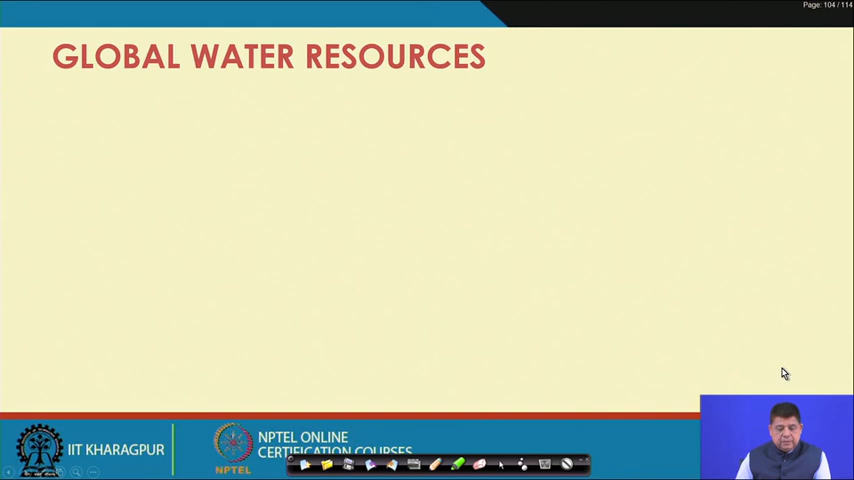 Page: 104 / 114
GLOBAL WATER RESOURCES
IIT KHARAGPUR
NPTEL
NPTEL ONLINE
CERTIFICATION COURSES